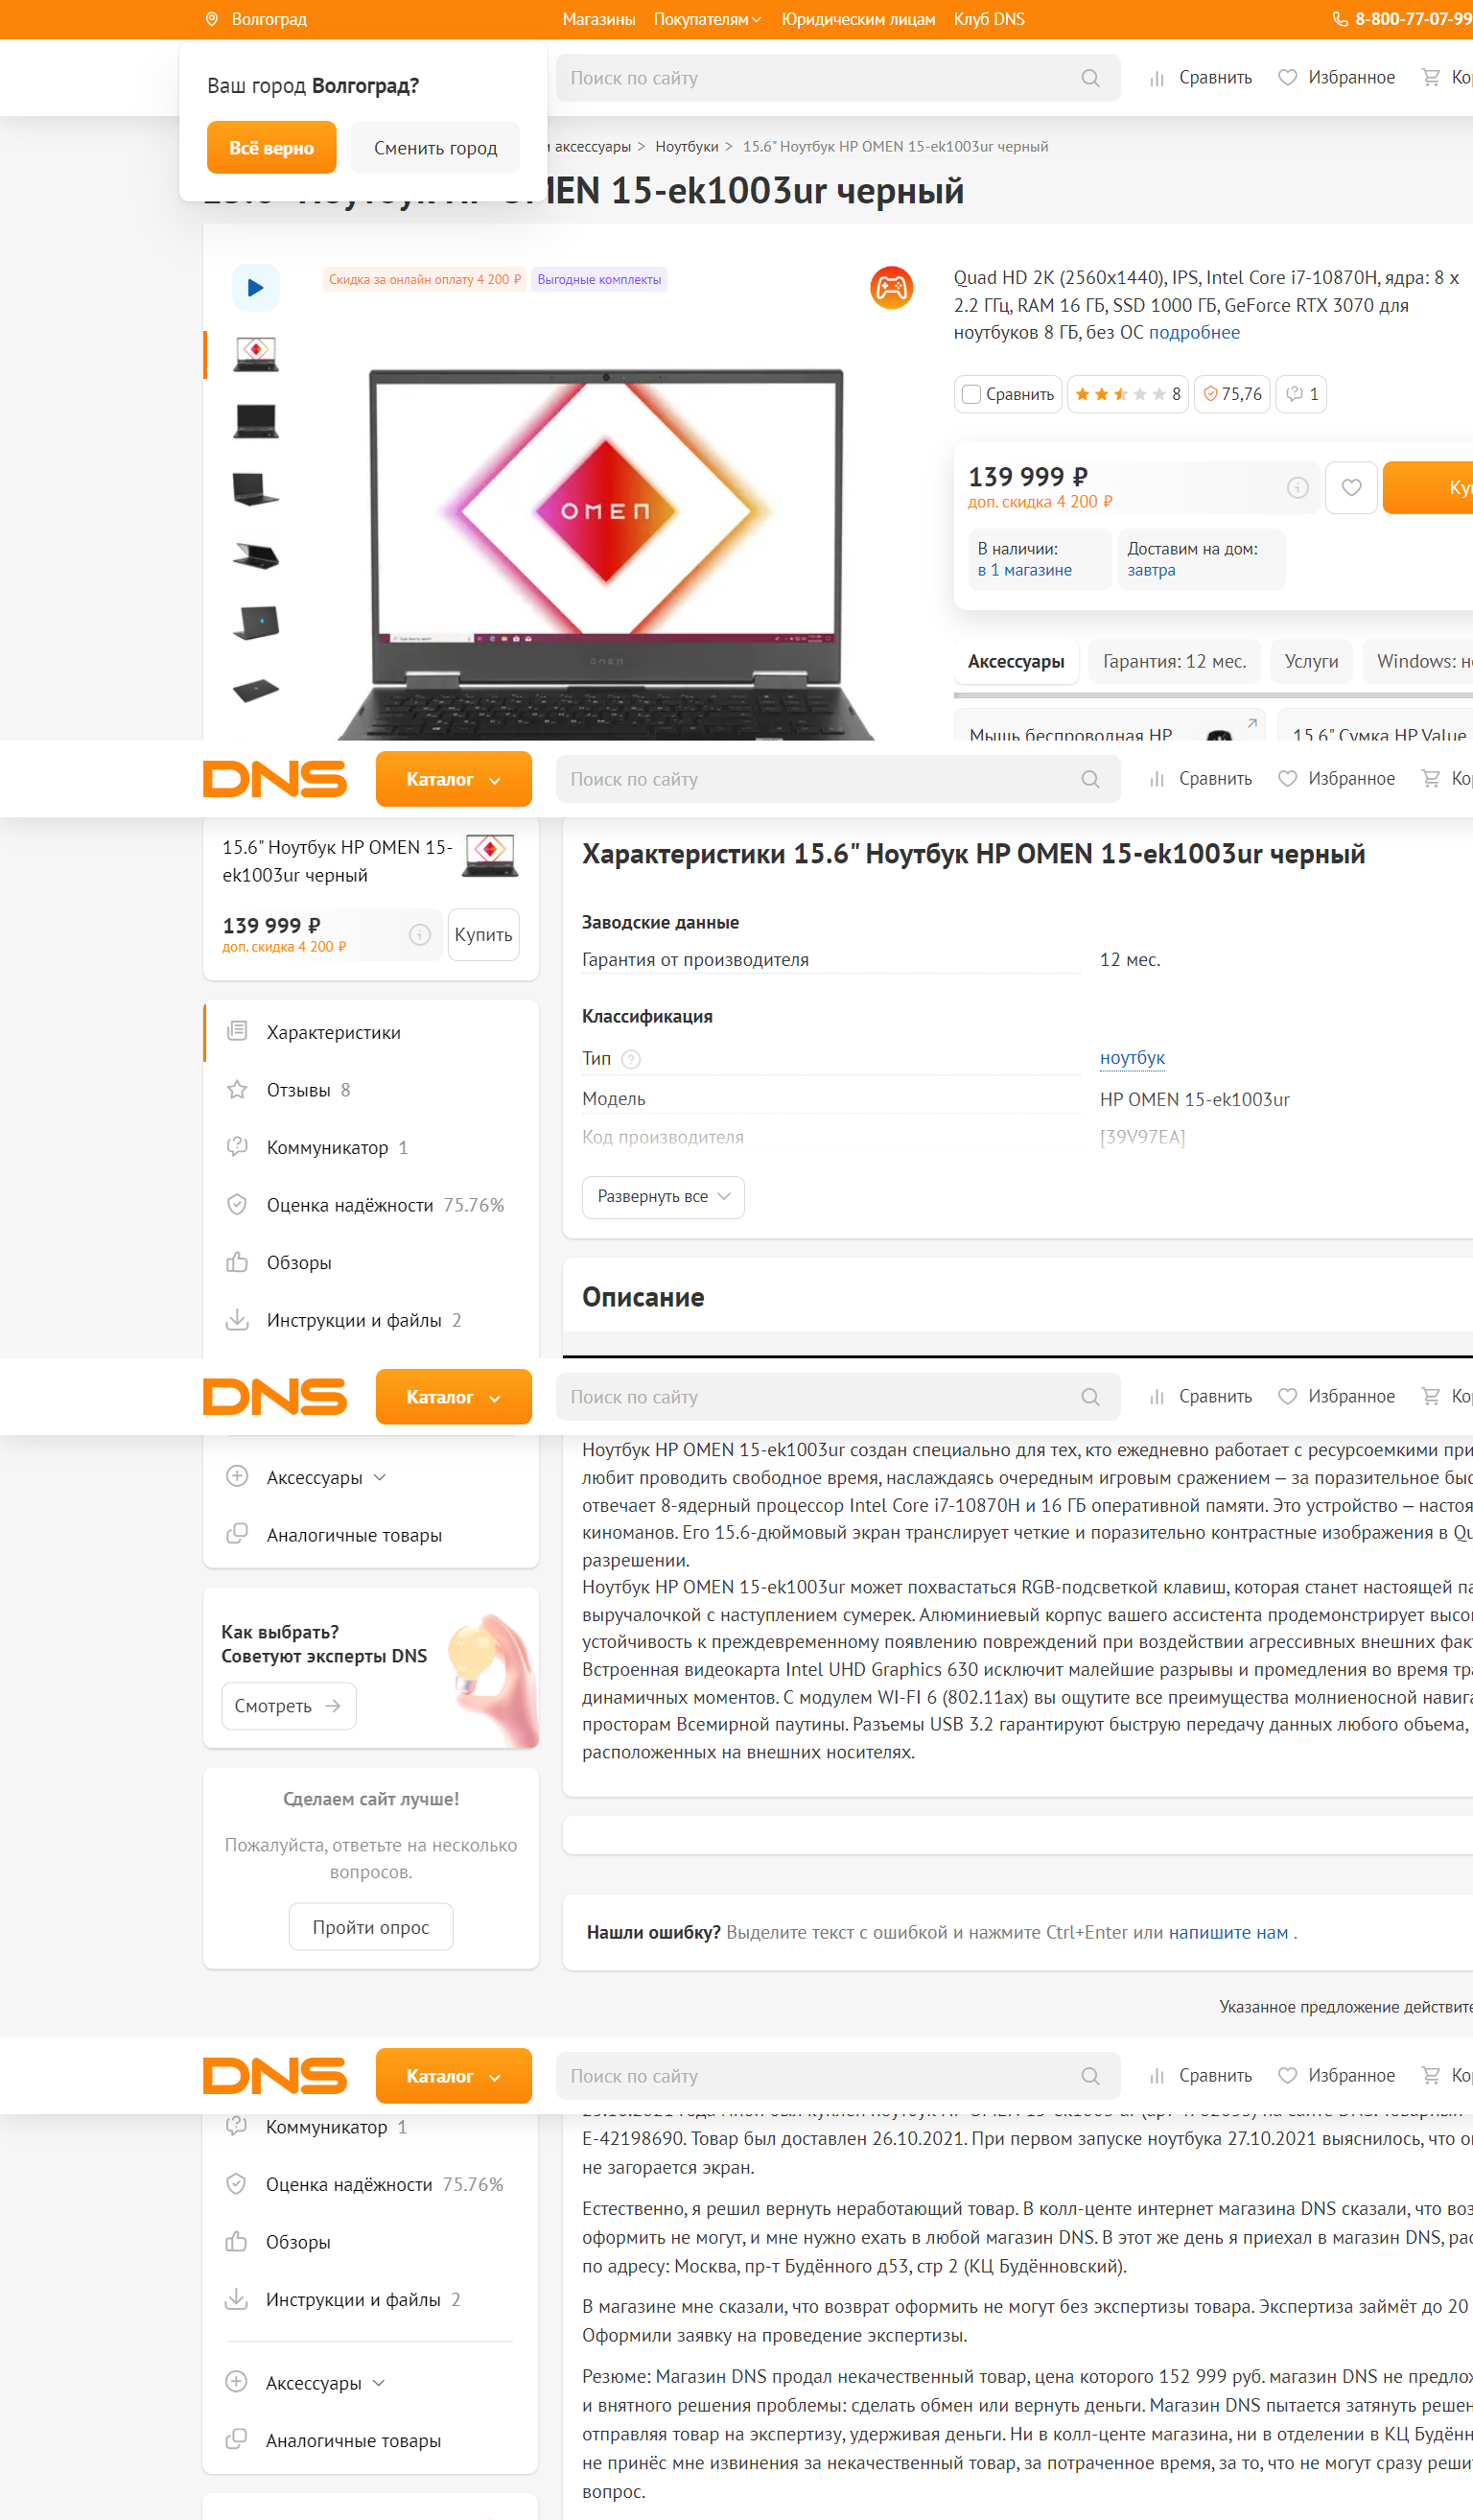 Волгоград
Магазины Покупателям Юридическим лицам Клуб DNS
8-800-77-07-99
Ваш город Волгоград?
Всё верно
Сменить город
Поиск по сайту
Сравнить
Избранное
и аксессуары > Ноутбуки > 15.6" Ноутбук HP OMEN 15-ek1003ur черный
OMEN 15-ek1003ur черный
Скидка за онлайн оплату 4 200 ₽
Выгодные комплекты
OMEN
OMEN
Quad HD 2K (2560x1440), IPS, Intel Core i7-10870H, ядра: 8 х
2.2 ГГц, RAM 16 ГБ, SSD 1000 ГБ, GeForce RTX 3070 для
ноутбуков 8 ГБ, без ОС подробнее
Сравнить
8
75,76
1
139 999 ₽
доп. скидка 4 200 ₽
В наличии:
в 1 магазине
Доставим на дом:
завтра
Аксессуары
Гарантия: 12 мес.
Услуги
Windows:
Мышь беспроводная HP
15.6" Сумка HP Value
DNS
Каталог
Поиск по сайту
Сравнить
Избранное
15.6" Ноутбук HP OMEN 15-
ek1003ur черный
139 999 ₽
доп. скидка 4 200 ₽
Купить
Характеристики
Отзывы 8
Коммуникатор 1
Оценка надёжности 75.76%
Обзоры
Инструкции и файлы 2
Характеристики 15.6" Ноутбук HP OMEN 15-ek1003ur черный
Заводские данные
Гарантия от производителя 12 мес.
Классификация
Тип ? ноутбук
Модель HP OMEN 15-ek1003ur
Код производителя [39V97EA]
Развернуть все
Описание
DNS
Каталог
Поиск по сайту
Сравнить
Избранное
Аксессуары
Аналогичные товары
Как выбрать?
Советуют эксперты DNS
Смотреть
Сделаем сайт лучше!
Пожалуйста, ответьте на несколько
вопросов.
Пройти опрос
Ноутбук HP OMEN 15-ek1003ur создан специально для тех, кто ежедневно работает с ресурсоемкими
любит проводить свободное время, наслаждаясь очередным игровым сражением – за поразительное
отвечает 8-ядерный процессор Intel Core i7-10870H и 16 ГБ оперативной памяти. Это устройство –
киноманов. Его 15.6-дюймовый экран транслирует четкие и поразительно контрастные изображения в
разрешении.
Ноутбук HP OMEN 15-ek1003ur может похвастаться RGB-подсветкой клавиш, которая станет настоящей
выручалочкой с наступлением сумерек. Алюминиевый корпус вашего ассистента продемонстрирует
устойчивость к преждевременному появлению повреждений при воздействии агрессивных внешних
Встроенная видеокарта Intel UHD Graphics 630 исключит малейшие разрывы и промедления во время
динамичных моментов. С модулем WI-FI 6 (802.11ax) вы ощутите все преимущества молниеносной
просторам Всемирной паутины. Разъемы USB 3.2 гарантируют быструю передачу данных любого объема,
расположенных на внешних носителях.
Нашли ошибку? Выделите текст с ошибкой и нажмите Ctrl+Enter или напишите нам .
Указанное предложение
DNS
Каталог
Поиск по сайту
Сравнить
Избранное
Коммуникатор 1
Оценка надёжности 75.76%
Обзоры
Инструкции и файлы 2
Аксессуары
Аналогичные товары
Е-42198690. Товар был доставлен 26.10.2021. При первом запуске ноутбука 27.10.2021 выяснилось, что
не загорается экран.
Естественно, я решил вернуть неработающий товар. В колл-центе интернет магазина DNS сказали, что
оформить не могут, и мне нужно ехать в любой магазин DNS. В этот же день я приехал в магазин DNS,
по адресу: Москва, пр-т Будённого д53, стр 2 (КЦ Будённовский).
В магазине мне сказали, что возврат оформить не могут без экспертизы товара. Экспертиза займёт до 20
Оформили заявку на проведение экспертизы.
Резюме: Магазин DNS продал некачественный товар, цена которого 152 999 руб. магазин DNS не
и внятного решения проблемы: сделать обмен или вернуть деньги. Магазин DNS пытается затянуть
отправляя товар на экспертизу, удерживая деньги. Ни в колл-центе магазина, ни в отделении в КЦ
не принёс мне извинения за некачественный товар, за потраченное время, за то, что не могут сразу
вопрос.